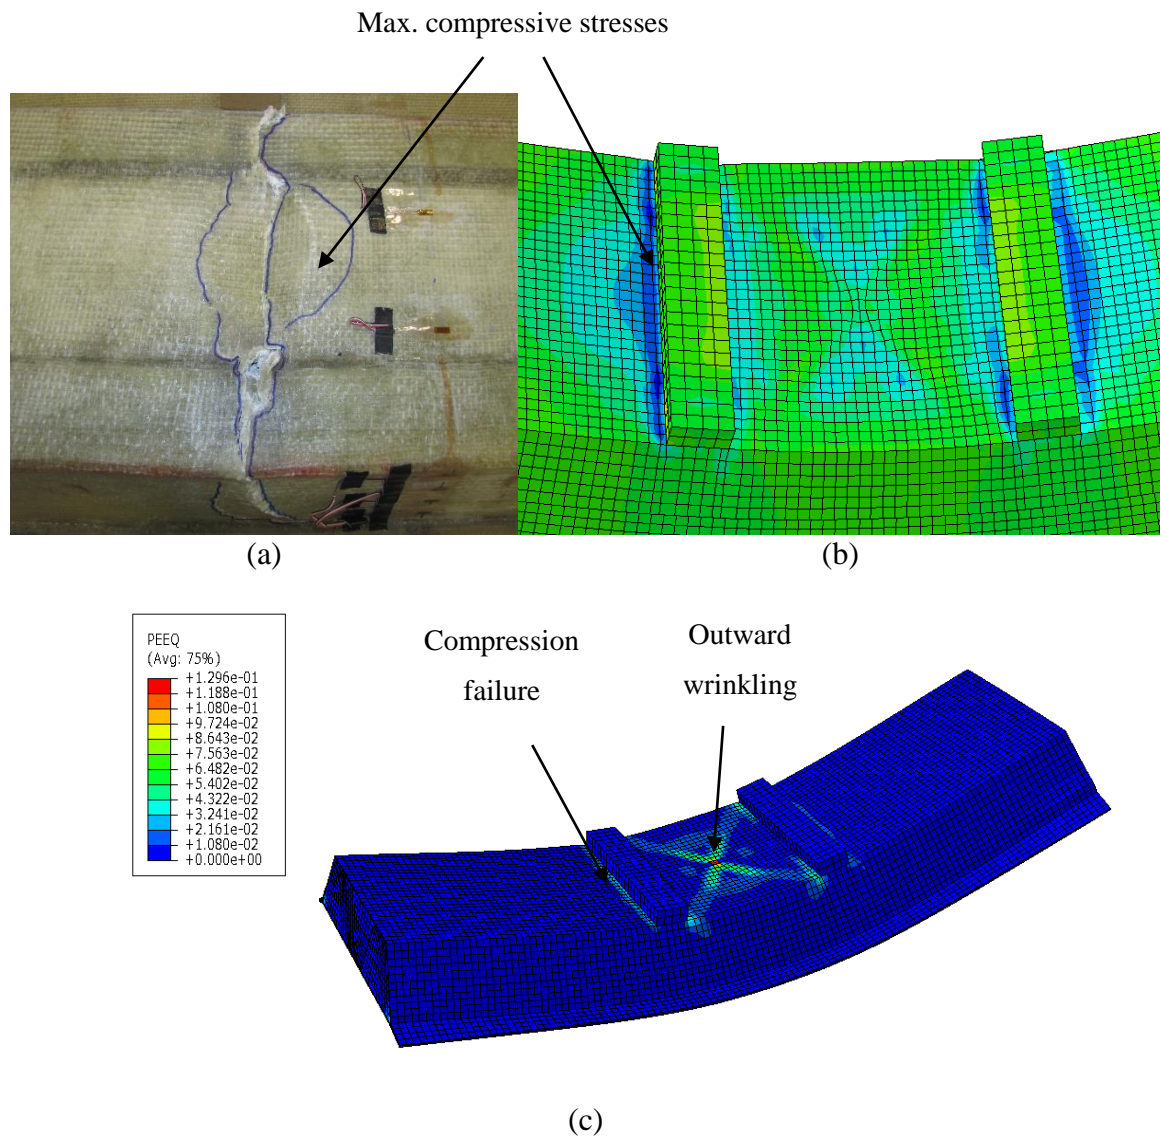 Max. compressive stresses
(a)
(b)
PEEQ
(Avg: 75%)
+1.296e-01
+1.188e-01
+1.080e-01
+9.724e-02
+8.643e-02
+7.563e-02
+6.482e-02
+5.402e-02
+4.322e-02
+3.241e-02
+2.161e-02
+1.080e-02
+0.000e+00
Compression
failure
Outward
wrinkling
(c)